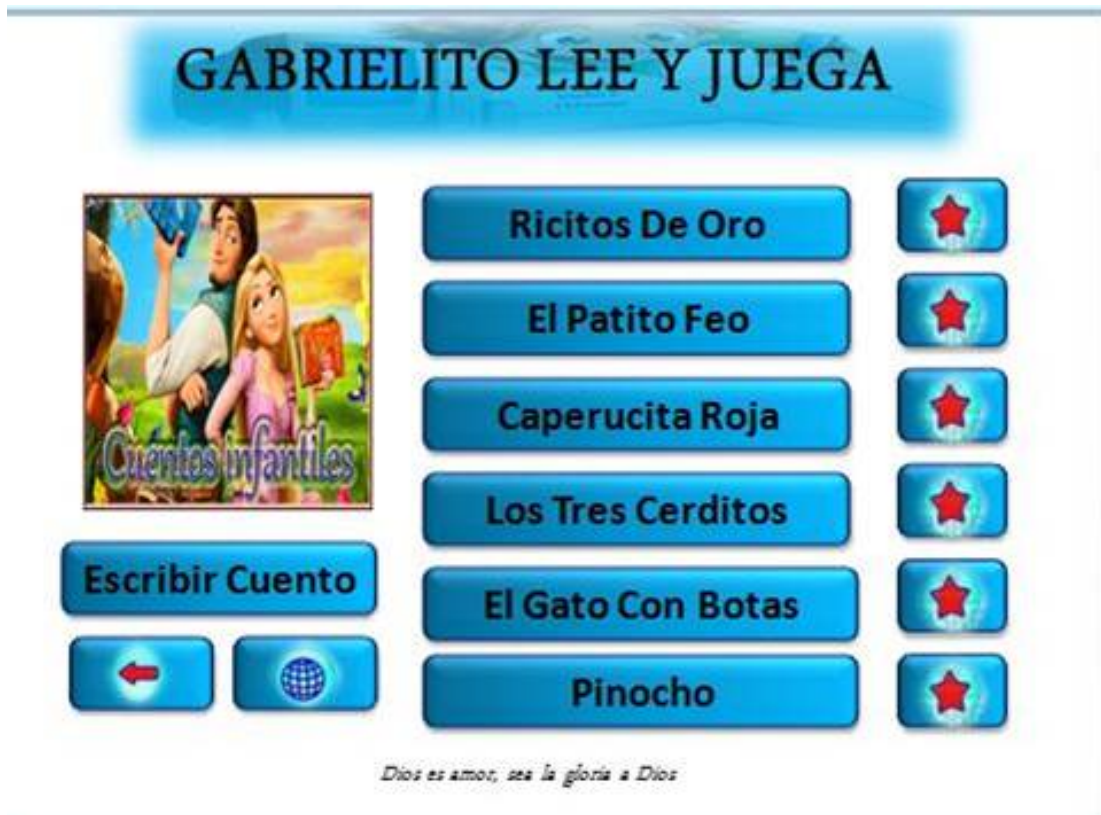 GABRIELITO LEE Y JUEGA
Cuentos infantiles
Escribir Cuento
Ricitos De Oro
El Patito Feo
Caperucita Roja
Los Tres Cerditos
El Gato Con Botas
Pinocho
Dios es amor, sea la gloria a Dios